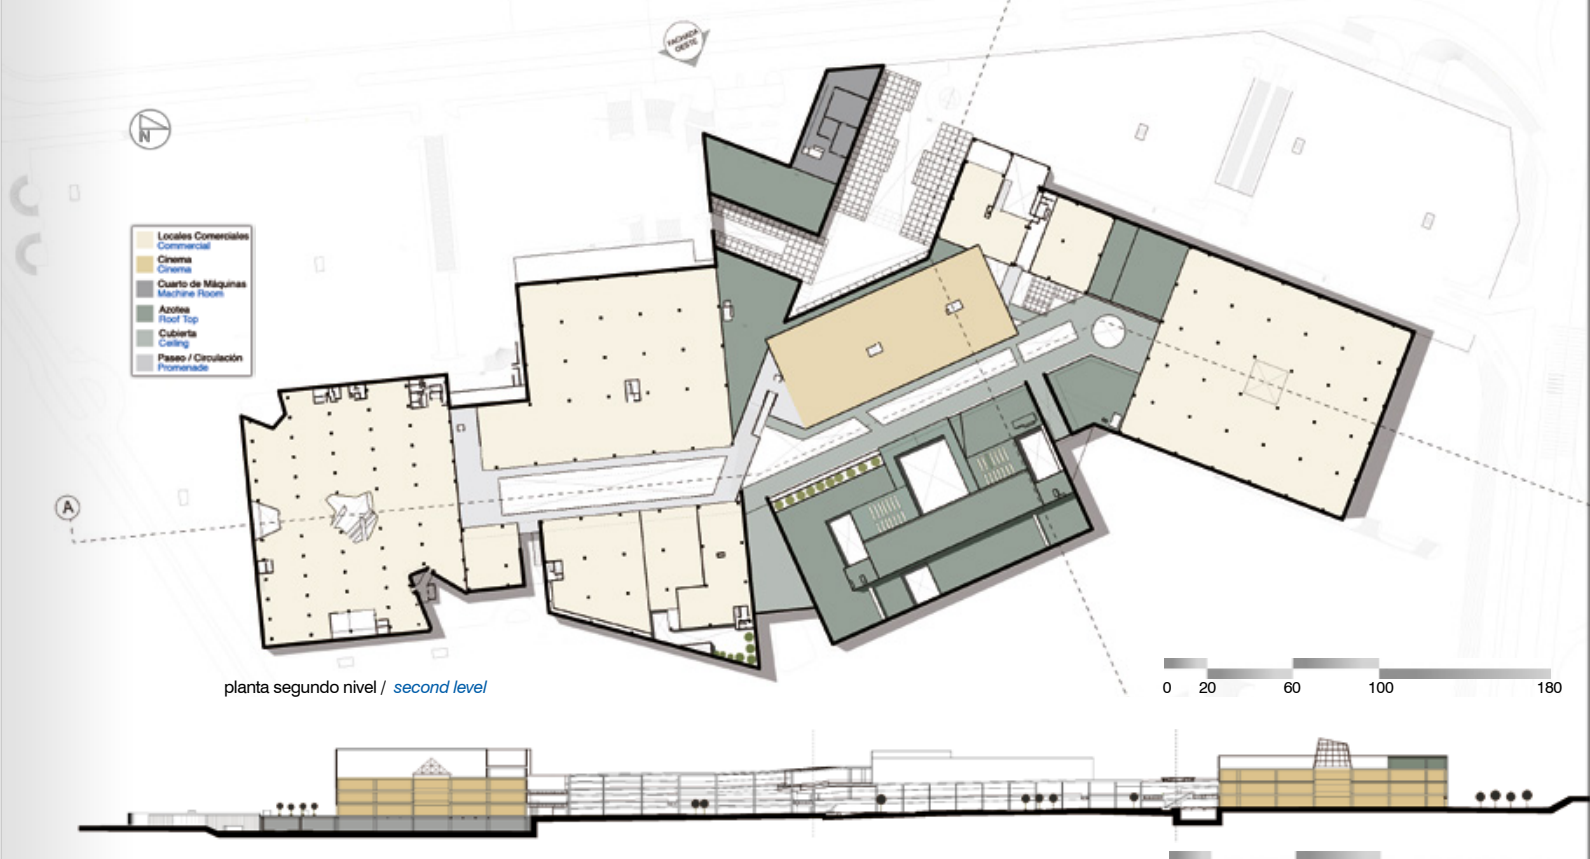 FACHADA
OESTE
N
Locales Comerciales
Commercial
Cinema
Cinema
Cuarto de Máquinas
Machine Room
Azotea
Roof Top
Cubierta
Ceiling
Paseo / Circulación
Promenade
A
planta segundo nivel / second level
0 20 60 100 180